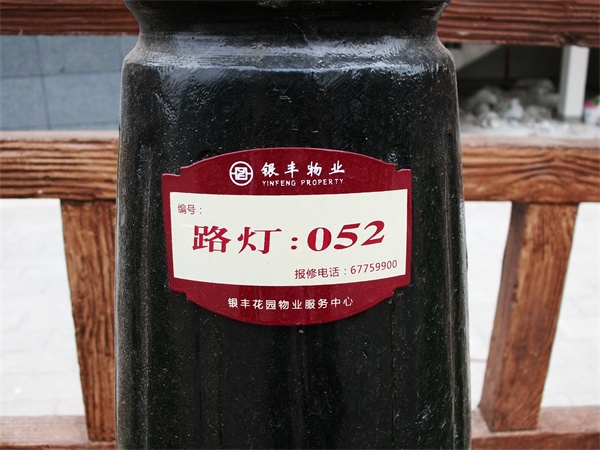 银丰物业
YINFENG PROPERTY
编号：
路灯：052
报修电话：67759900
银丰花园物业服务中心